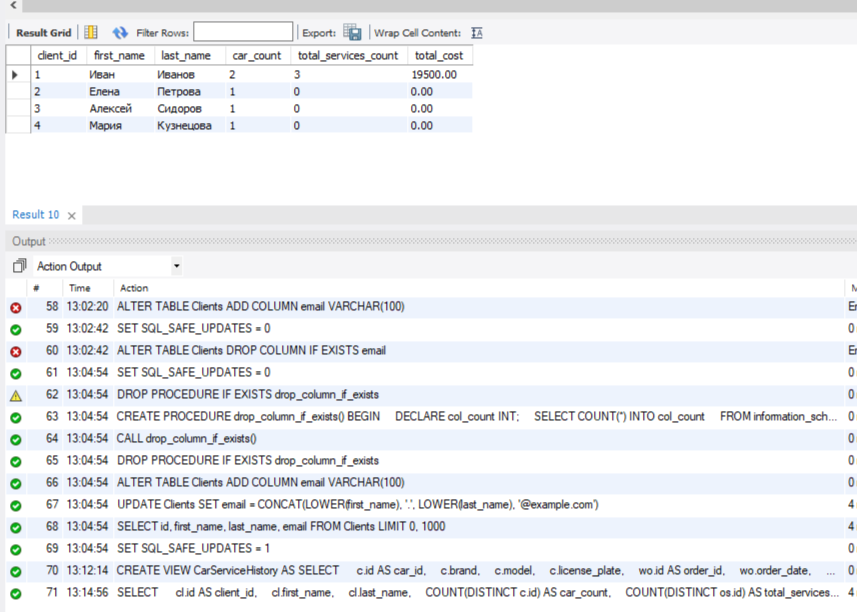 Result Grid Filter Rows: Export: Wrap Cell Content: IA
client_id first_name last_name car_count total_services_count total_cost
1 Иван Иванов 2 3 19500.00
2 Елена Петрова 1 0 0.00
3 Алексей Сидоров 1 0 0.00
4 Мария Кузнецова 1 0 0.00
Result 10
Output
Action Output
# Time Action
58 13:02:20 ALTER TABLE Clients ADD COLUMN email VARCHAR(100)
59 13:02:42 SET SQL_SAFE_UPDATES = 0 0
60 13:02:42 ALTER TABLE Clients DROP COLUMN IF EXISTS email
61 13:04:54 SET SQL_SAFE_UPDATES = 0 0
62 13:04:54 DROP PROCEDURE IF EXISTS drop_column_if_exists 0
63 13:04:54 CREATE PROCEDURE drop_column_if_exists() BEGIN DECLARE col_count INT; SELECT COUNT(*) INTO col_count FROM information_sch... 0
64 13:04:54 CALL drop_column_if_exists() 0
65 13:04:54 DROP PROCEDURE IF EXISTS drop_column_if_exists 0
66 13:04:54 ALTER TABLE Clients ADD COLUMN email VARCHAR(100) 0
67 13:04:54 UPDATE Clients SET email = CONCAT(LOWER(first_name), '.', LOWER(last_name), '@example.com') 4
68 13:04:54 SELECT id, first_name, last_name, email FROM Clients LIMIT 0, 1000 4
69 13:04:54 SET SQL_SAFE_UPDATES = 1 0
70 13:12:14 CREATE VIEW CarServiceHistory AS SELECT c.id AS car_id, c.brand, c.model, c.license_plate, wo.id AS order_id, wo.order_date, ... 0
71 13:14:56 SELECT cl.id AS client_id, cl.first_name, cl.last_name, COUNT(DISTINCT c.id) AS car_count, COUNT(DISTINCT os.id) AS total_services... 4